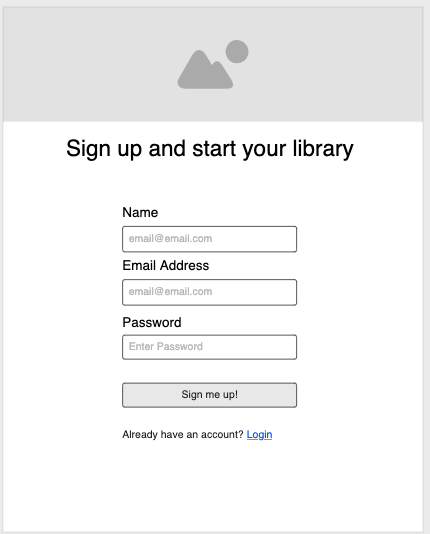 Sign up and start your library
Name
email@email.com
Email Address
email@email.com
Password
Enter Password
Sign me up!
Already have an account? Login